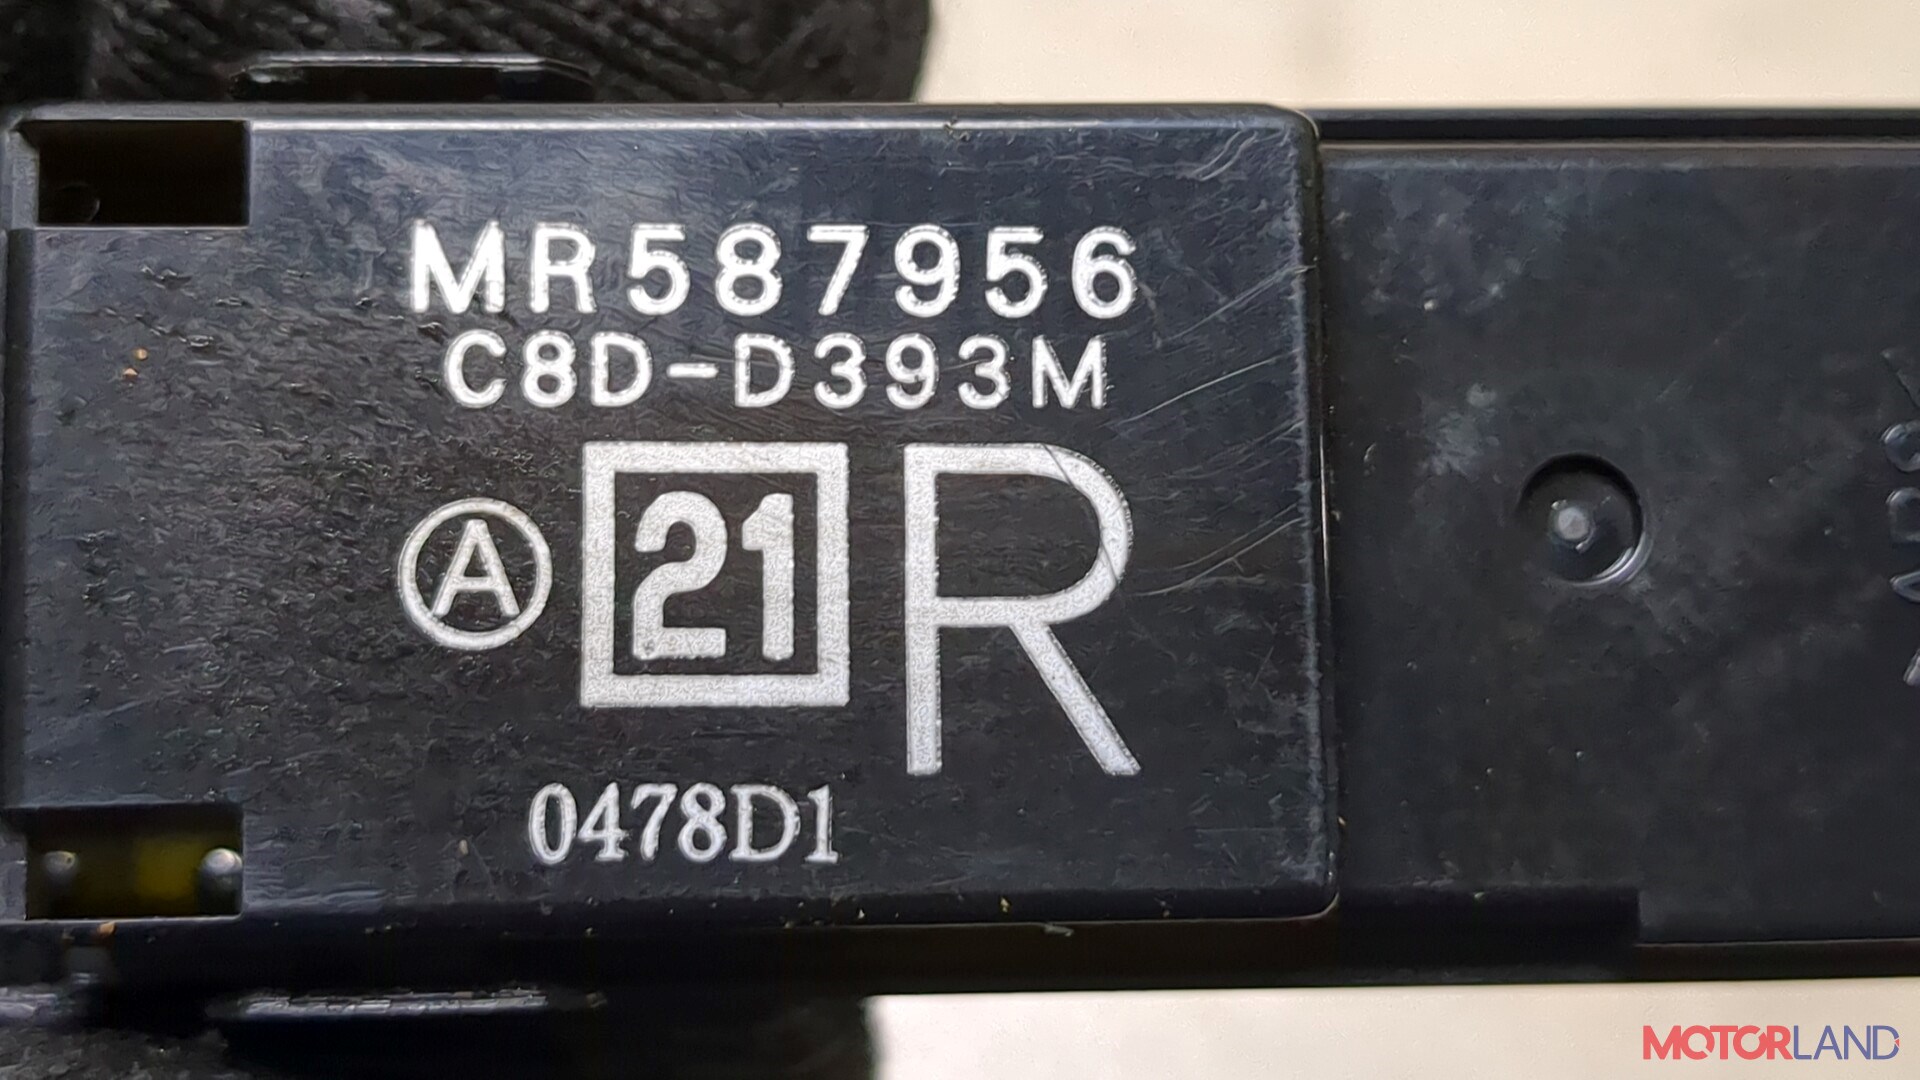 MR587956
C8D-D393M
A 21 R
0478D1
MOTORLAND